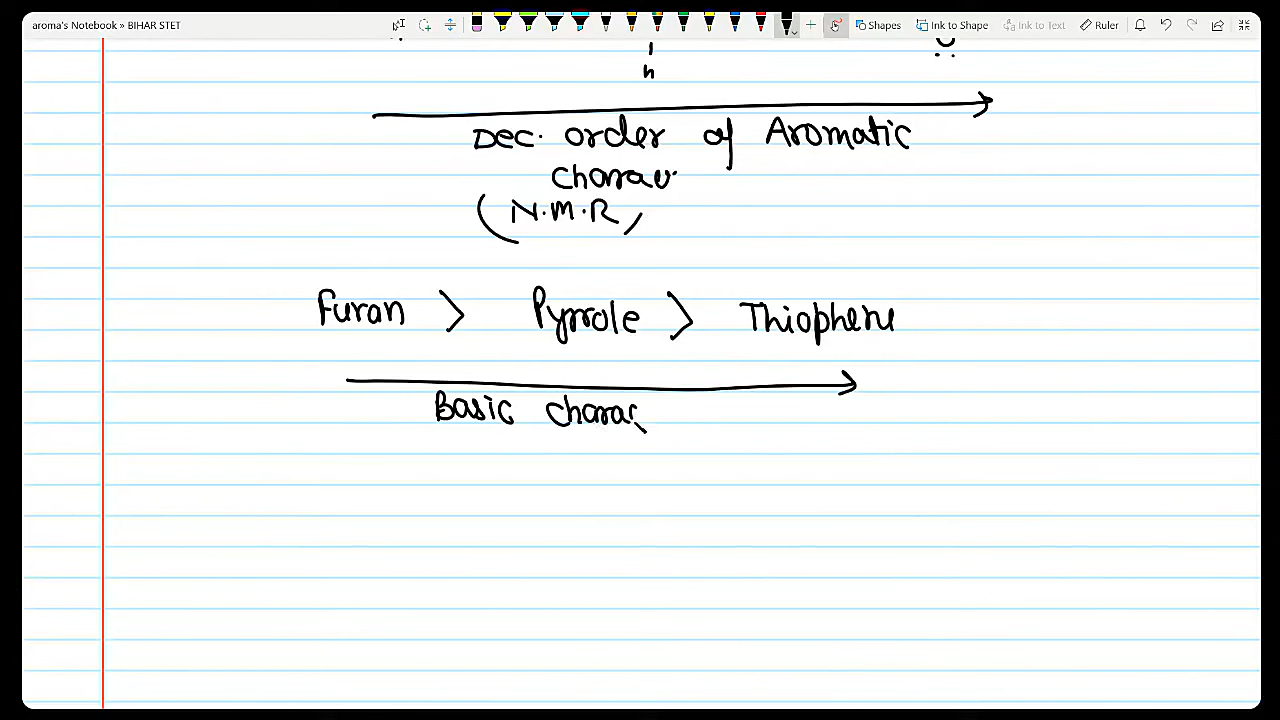 aroma's Notebook » BIHAR STET
Shapes Ink to Shape Ink to Text Ruler
h
Dec. order of Aromatic
charac.
(N.M.R)
Furan > Pyrrole > Thiophene
Basic charac